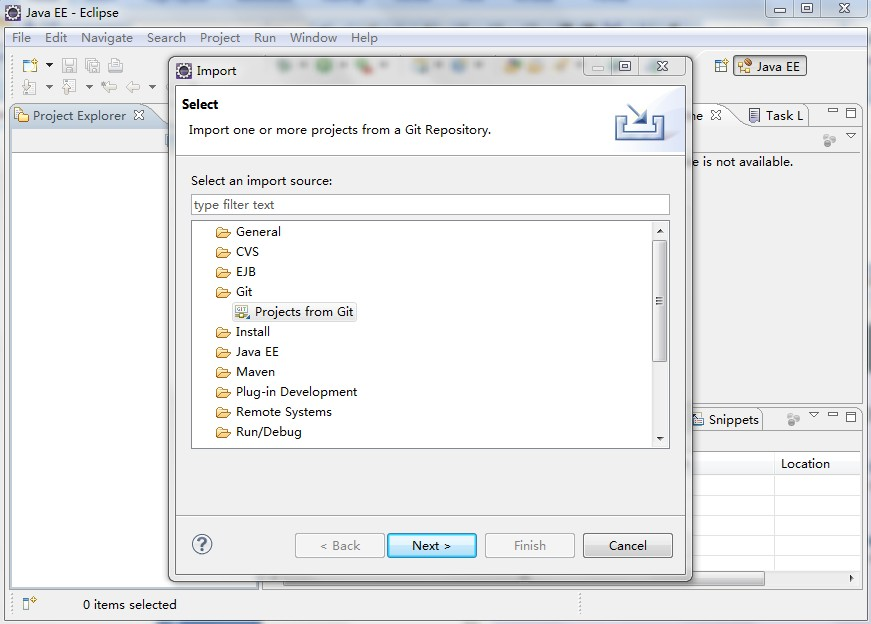 Java EE - Eclipse
File Edit Navigate Search Project Run Window Help
Java EE
Project Explorer
Task L
e is not available.
Import
Select
Import one or more projects from a Git Repository.
Select an import source:
type filter text
General
CVS
EJB
Git
GIT
Projects from Git
Install
Java EE
Maven
Plug-in Development
Remote Systems
Run/Debug
< Back
Next >
Finish
Cancel
Snippets
Location
0 items selected